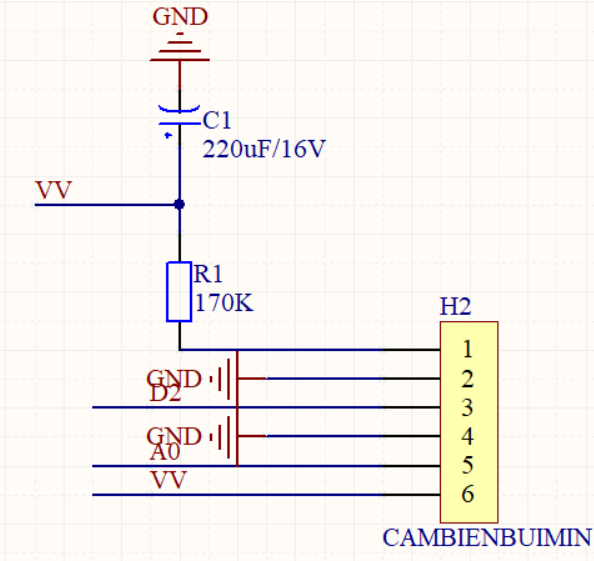 GND
C1
220uF/16V
VV
R1
170K
H2
1
GND 2
D2 3
GND 4
A0 5
VV 6
CAMBIENBUIMIN